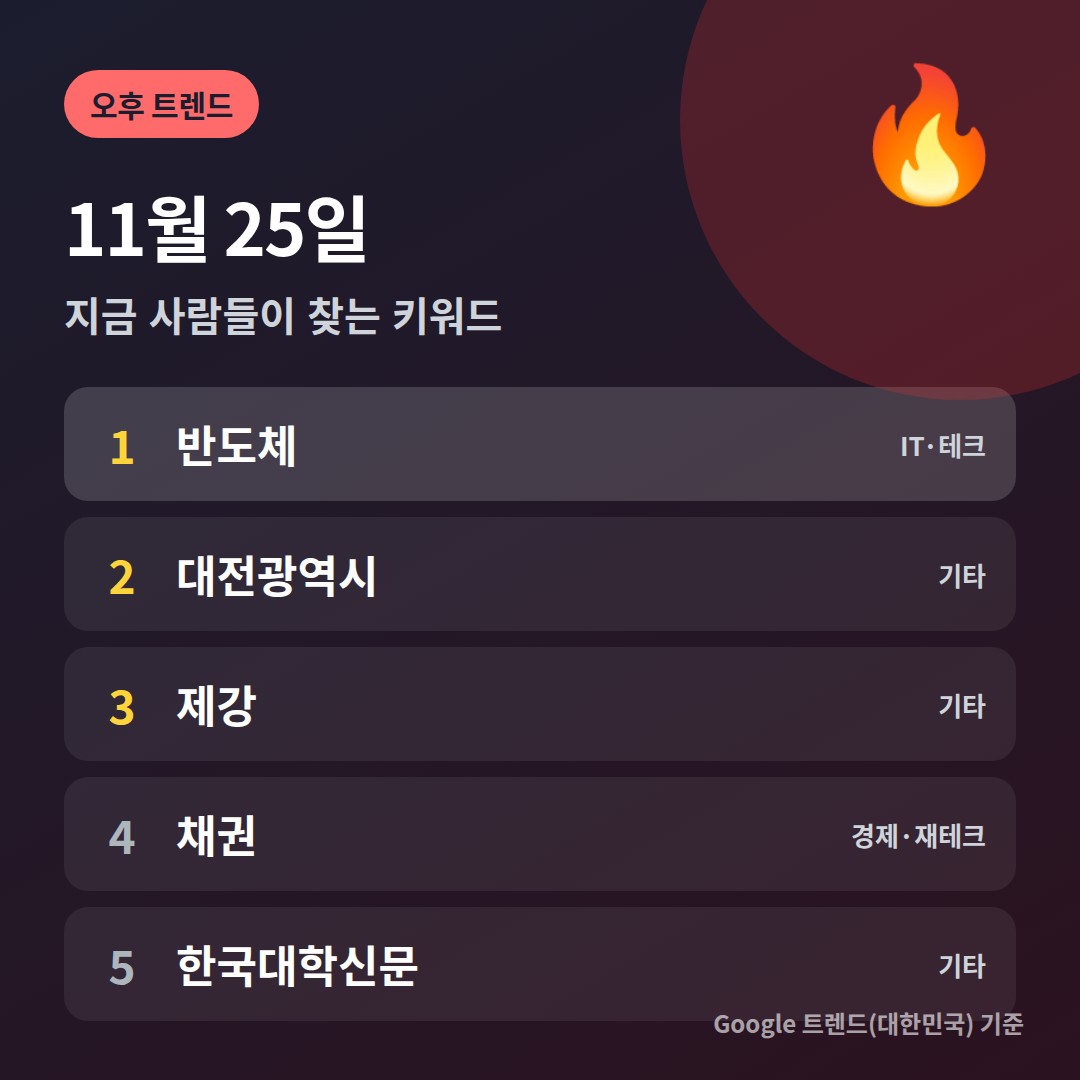 오후 트렌드
11월 25일
지금 사람들이 찾는 키워드
1 반도체 IT·테크
2 대전광역시 기타
3 제강 기타
4 채권 경제·재테크
5 한국대학신문 기타
Google 트렌드(대한민국) 기준